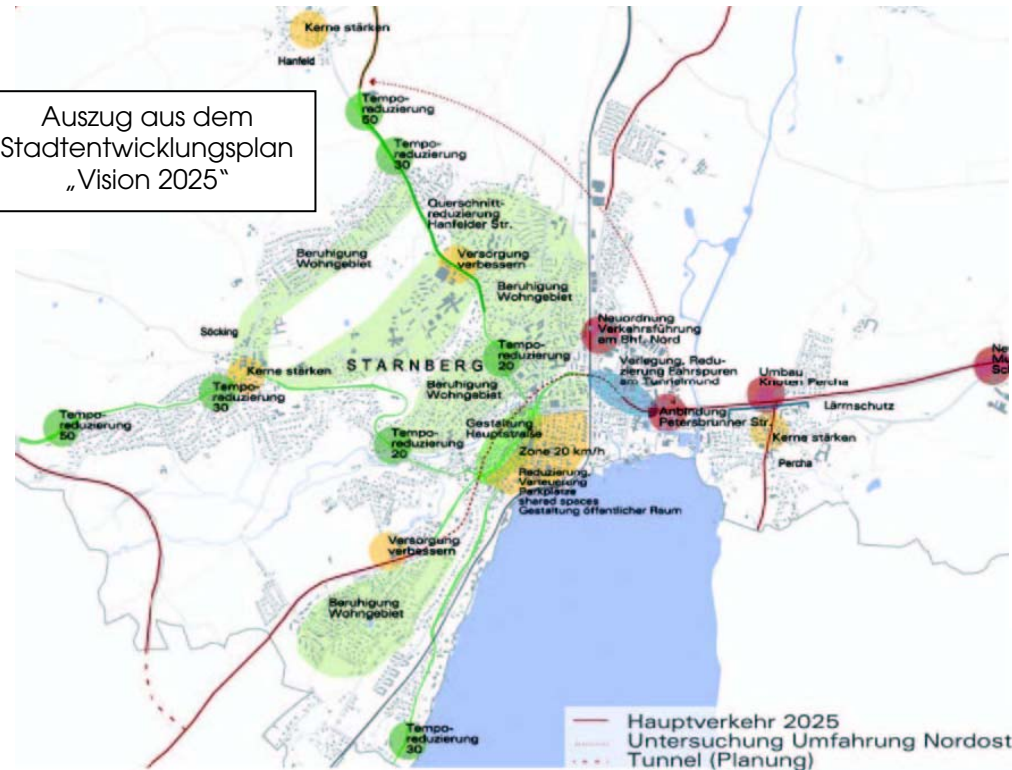 Kerne stärken
Hanfeld
Auszug aus dem
Stadtentwicklungsplan
„Vision 2025“
Tempo-
reduzierung
50
Tempo-
reduzierung
30
Querschnitt-
reduzierung
Hanfelder Str.
Beruhigung
Wohngebiet
Versorgung
verbessern
Beruhigung
Wohngebiet
Söcking
Neuordnung
Verkehrsführung
am Bhf. Nord
Tempo-
reduzierung
20
STARNBERG
Kerne stärken
Verlegung, Redu-
zierung Fahrspuren
am Tunnelmund
Umbau
Knoten Percha
Tempo-
reduzierung
30
Beruhigung
Wohngebiet
Lärmschutz
Tempo-
reduzierung
50
Anbindung
Petersbrunner Str.
Gestaltung
Hauptstraße
Tempo-
reduzierung
20
Kerne stärken
Zone 20 km/h
Percha
Reduzierung,
Verteuerung
Parkplätze
shared spaces
Gestaltung öffentlicher Raum
Versorgung
verbessern
Beruhigung
Wohngebiet
Tempo-
reduzierung
30
Hauptverkehr 2025
Untersuchung Umfahrung Nordost
Tunnel (Planung)